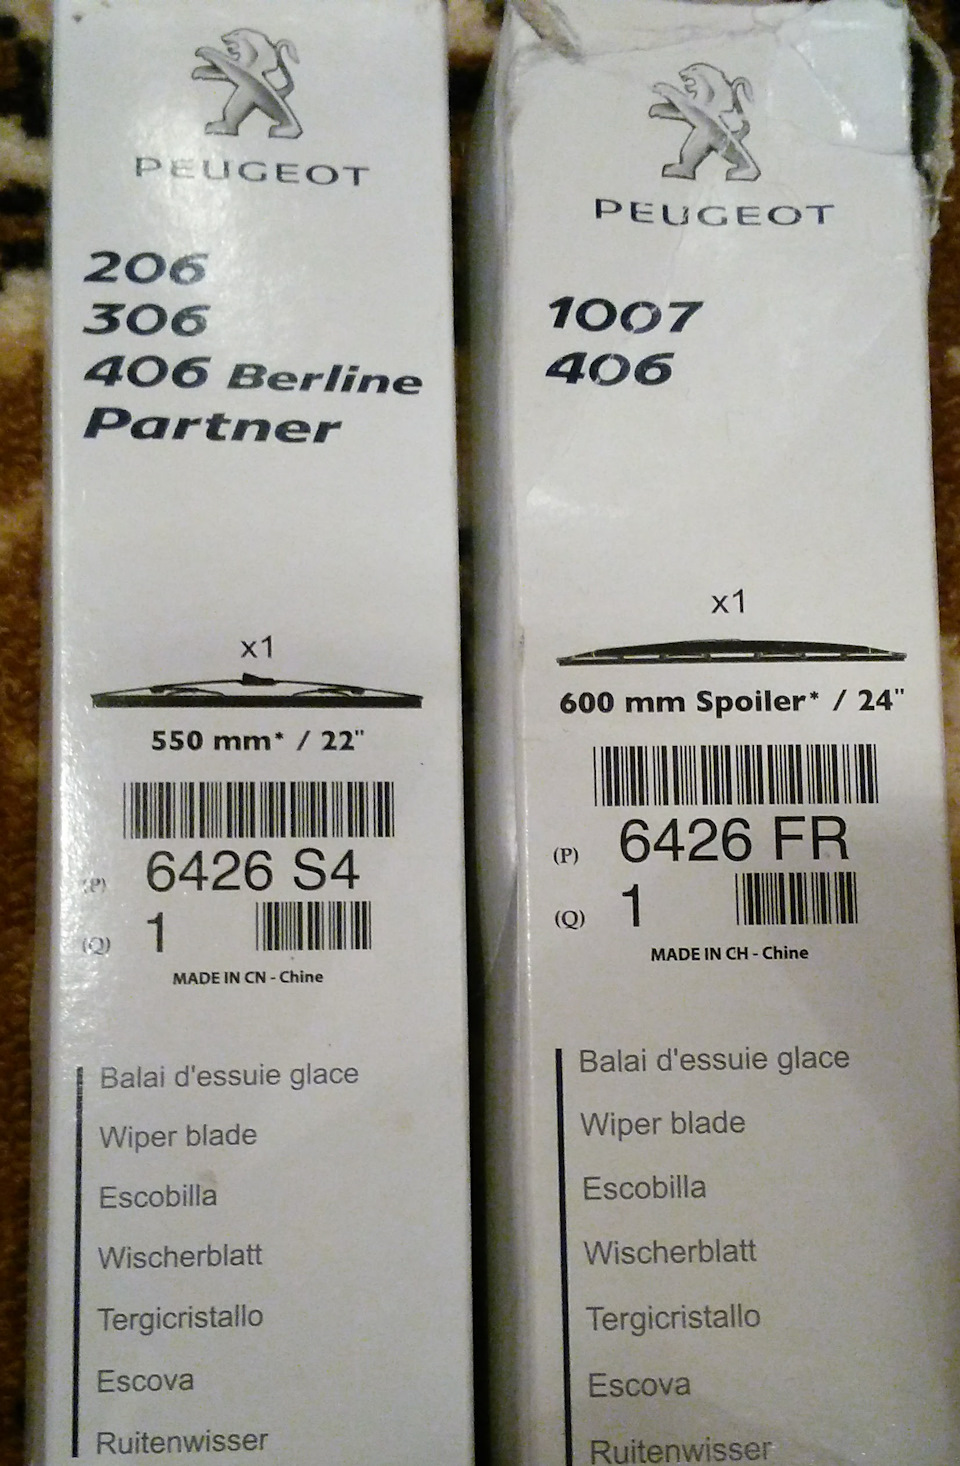 PEUGEOT
206
306
406 Berline
Partner
x1
550 mm* / 22"
(P) 6426 S4
(Q) 1
MADE IN CN - Chine
Balai d'essuie glace
Wiper blade
Escobilla
Wischerblatt
Tergicristallo
Escova
Ruitenwisser
PEUGEOT
1007
406
x1
600 mm Spoiler* / 24"
(P) 6426 FR
(Q) 1
MADE IN CH - Chine
Balai d'essuie glace
Wiper blade
Escobilla
Wischerblatt
Tergicristallo
Escova
Ruitenwisser